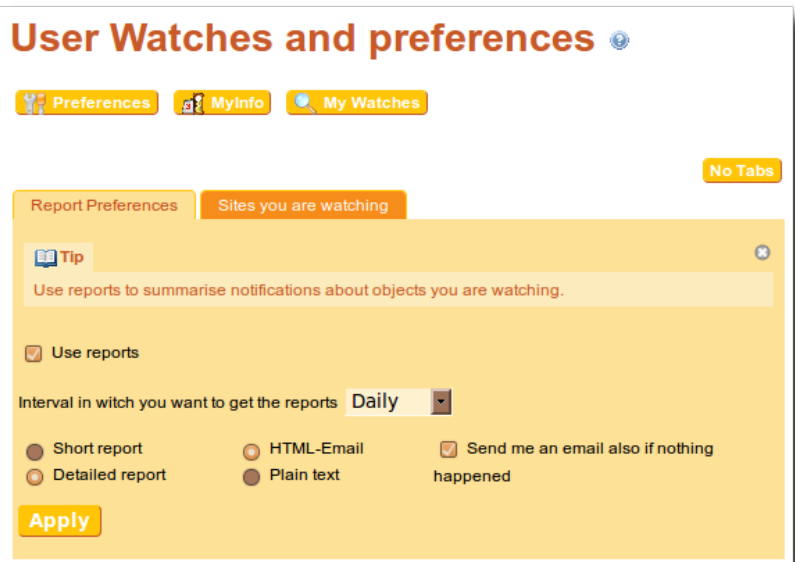 User Watches and preferences
Preferences MyInfo My Watches
No Tabs
Report Preferences Sites you are watching
Tip
Use reports to summarise notifications about objects you are watching.
Use reports
Interval in witch you want to get the reports Daily
Short report HTML-Email Send me an email also if nothing
Detailed report Plain text happened
Apply